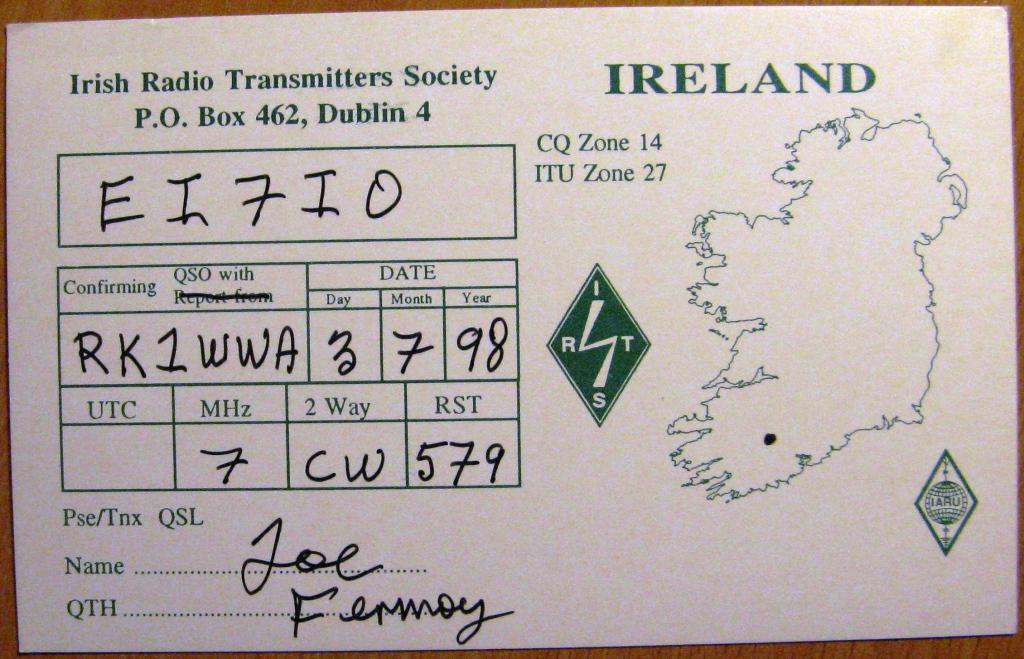 Irish Radio Transmitters Society
P.O. Box 462, Dublin 4
IRELAND
CQ Zone 14
ITU Zone 27
EI7IO
Confirming QSO with Report from
DATE
Day Month Year
RK1WWA 3 7 98
UTC MHz 2 Way RST
7 CW 579
I
R T
S
IARU
Pse/Tnx QSL
Name Joe
QTH Fermoy